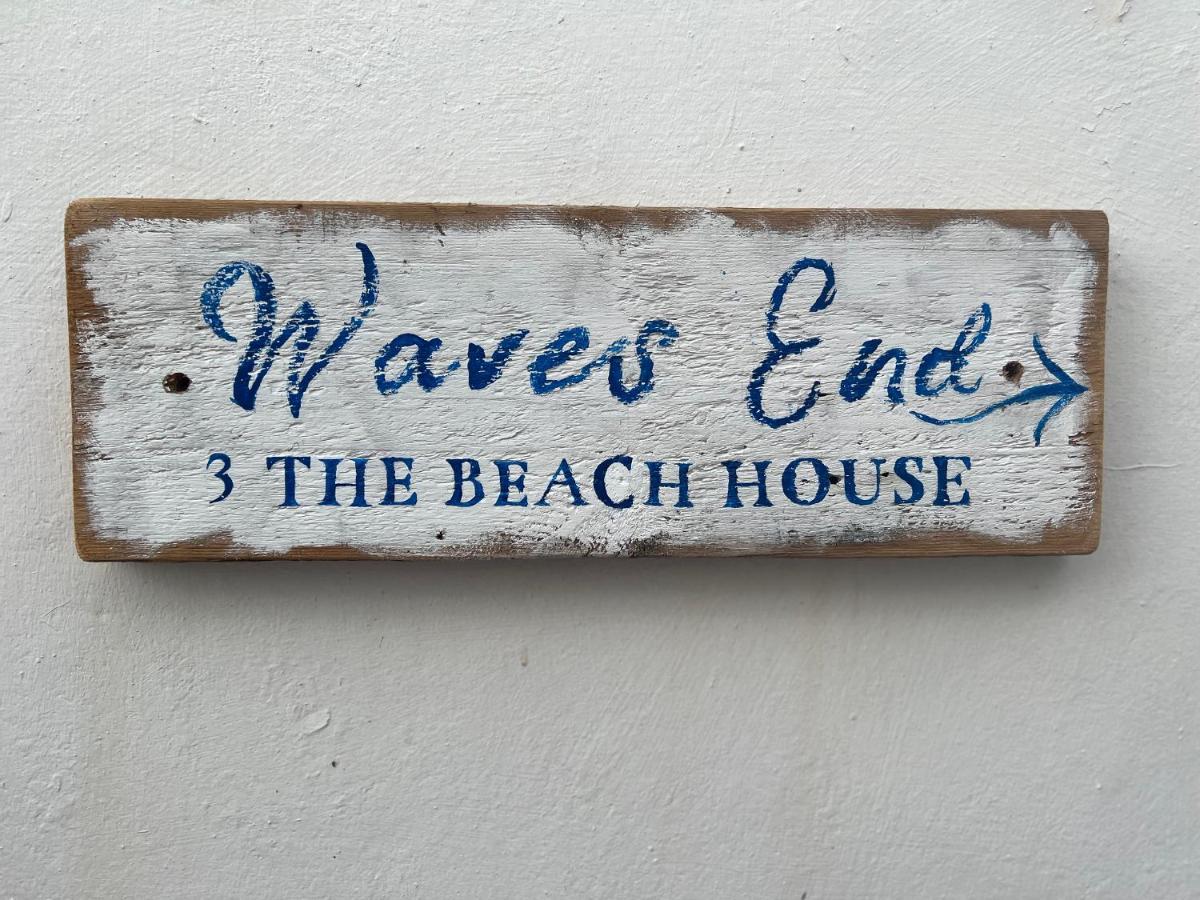 Waves End
3 THE BEACH HOUSE